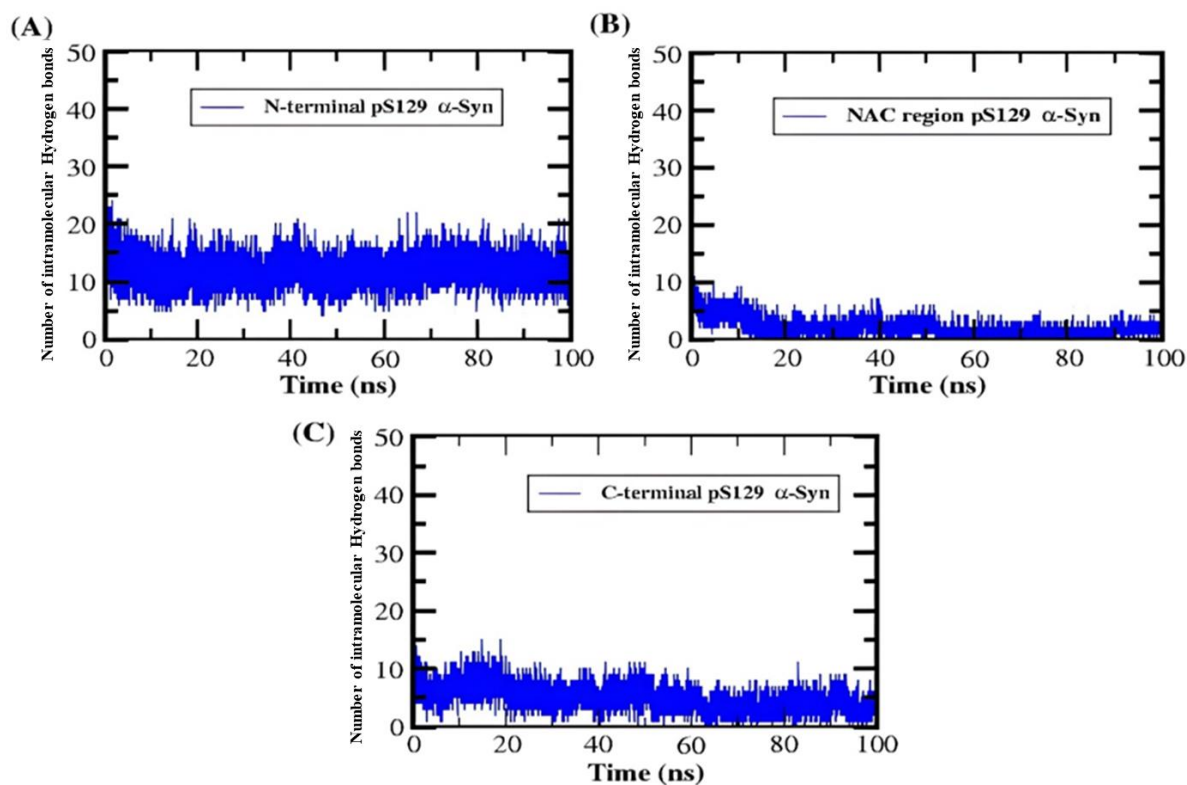 (A)
Number of intramolecular Hydrogen bonds
50
40
30
20
10
0
N-terminal pS129 α-Syn
0 20 40 60 80 100
Time (ns)
(B)
Number of intramolecular Hydrogen bonds
50
40
30
20
10
0
NAC region pS129 α-Syn
0 20 40 60 80 100
Time (ns)
(C)
Number of intramolecular Hydrogen bonds
50
40
30
20
10
0
C-terminal pS129 α-Syn
0 20 40 60 80 100
Time (ns)